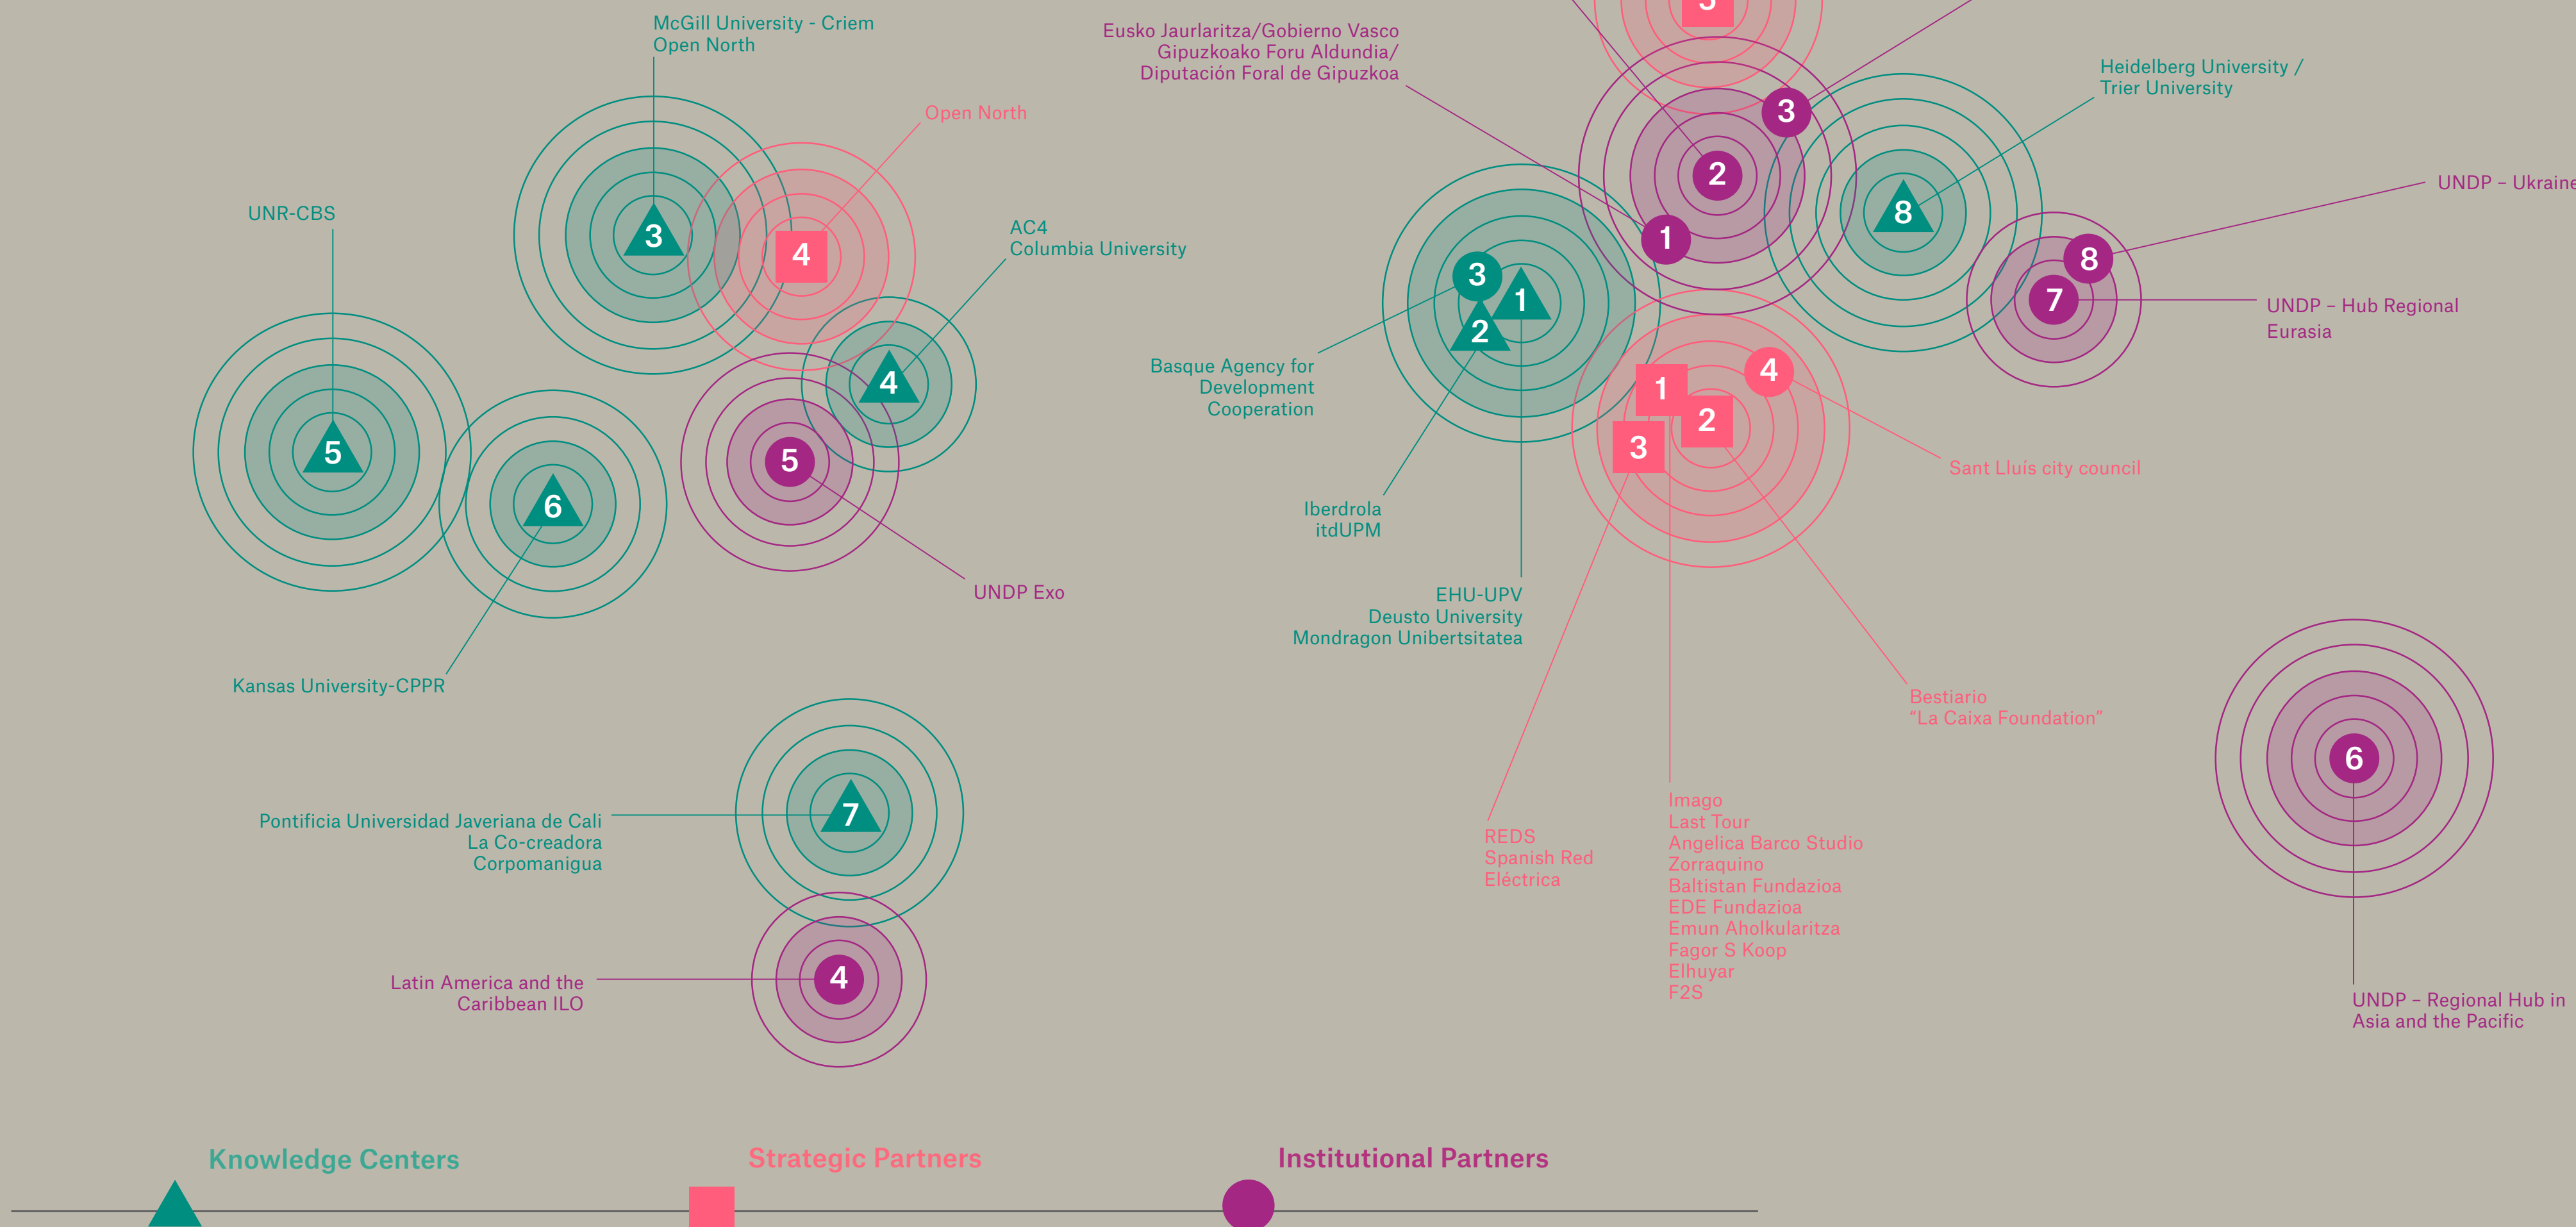 McGill University - Criem
Open North
3
Open North
4
AC4
Columbia University
4
UNR-CBS
5
6
Kansas University-CPPR
5
UNDP Exo
Pontificia Universidad Javeriana de Cali
La Co-creadora
Corpomanigua
7
Latin America and the
Caribbean ILO
4
Eusko Jaurlaritza/Gobierno Vasco
Gipuzkoako Foru Aldundia/
Diputación Foral de Gipuzkoa
3
2
3
1
Heidelberg University /
Trier University
8
UNDP – Ukraine
8
7
UNDP – Hub Regional
Eurasia
3
1
2
Basque Agency for
Development
Cooperation
Iberdrola
itdUPM
EHU-UPV
Deusto University
Mondragon Unibertsitatea
1
4
2
3
Sant Lluís city council
Bestiario
“La Caixa Foundation”
REDS
Spanish Red
Eléctrica
Imago
Last Tour
Angelica Barco Studio
Zorraquino
Baltistan Fundazioa
EDE Fundazioa
Emun Aholkularitza
Fagor S Koop
Elhuyar
F2S
6
UNDP – Regional Hub in
Asia and the Pacific
Knowledge Centers
Strategic Partners
Institutional Partners